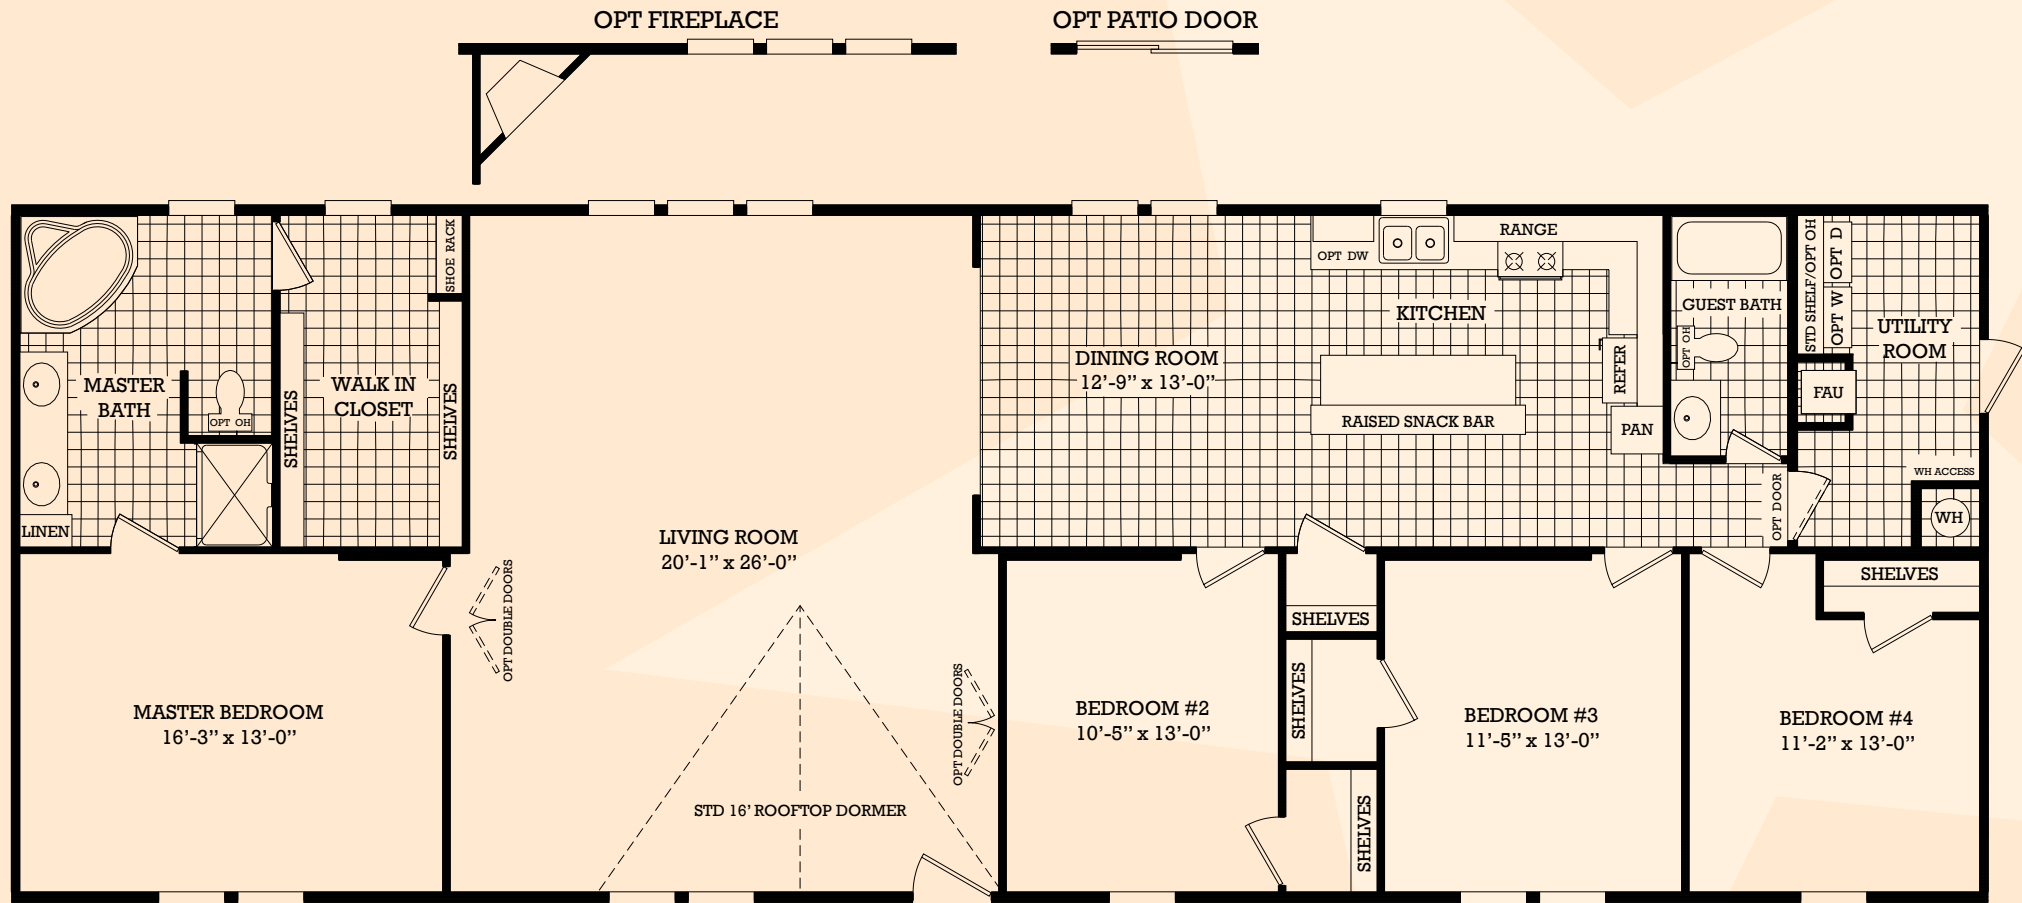 OPT FIREPLACE
OPT PATIO DOOR
SHOE RACK
MASTER
BATH
OPT OH
LINEN
SHELVES
WALK IN
CLOSET
SHELVES
LIVING ROOM
20'-1" x 26'-0"
DINING ROOM
12'-9" x 13'-0"
OPT DW
RANGE
KITCHEN
RAISED SNACK BAR
REFER
PAN
GUEST BATH
OPT OH
STD SHELF/OPT OH
OPT W
OPT D
UTILITY
ROOM
FAU
WH ACCESS
WH
OPT DOOR
OPT DOUBLE DOORS
MASTER BEDROOM
16'-3" x 13'-0"
STD 16' ROOFTOP DORMER
OPT DOUBLE DOORS
BEDROOM #2
10'-5" x 13'-0"
SHELVES
SHELVES
SHELVES
BEDROOM #3
11'-5" x 13'-0"
SHELVES
BEDROOM #4
11'-2" x 13'-0"